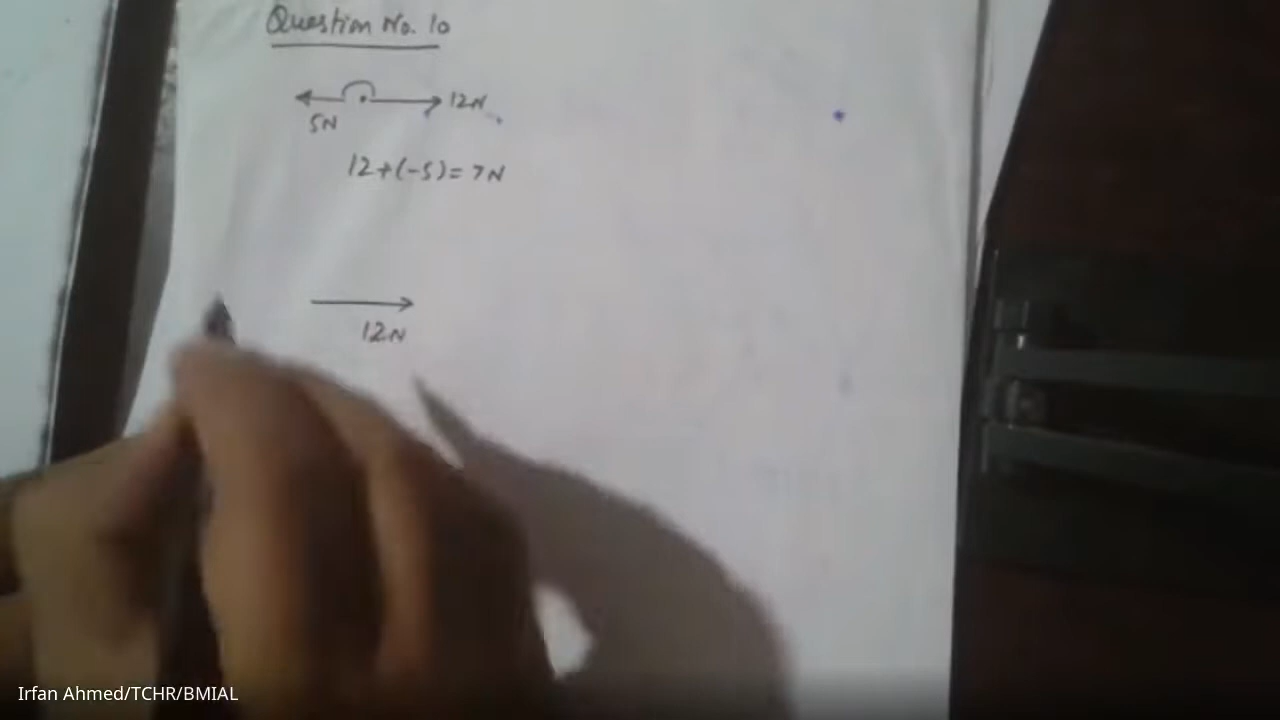 Question No. 10
12N
5N
12+(-5)= 7N
12N
Irfan Ahmed/TCHR/BMIAL